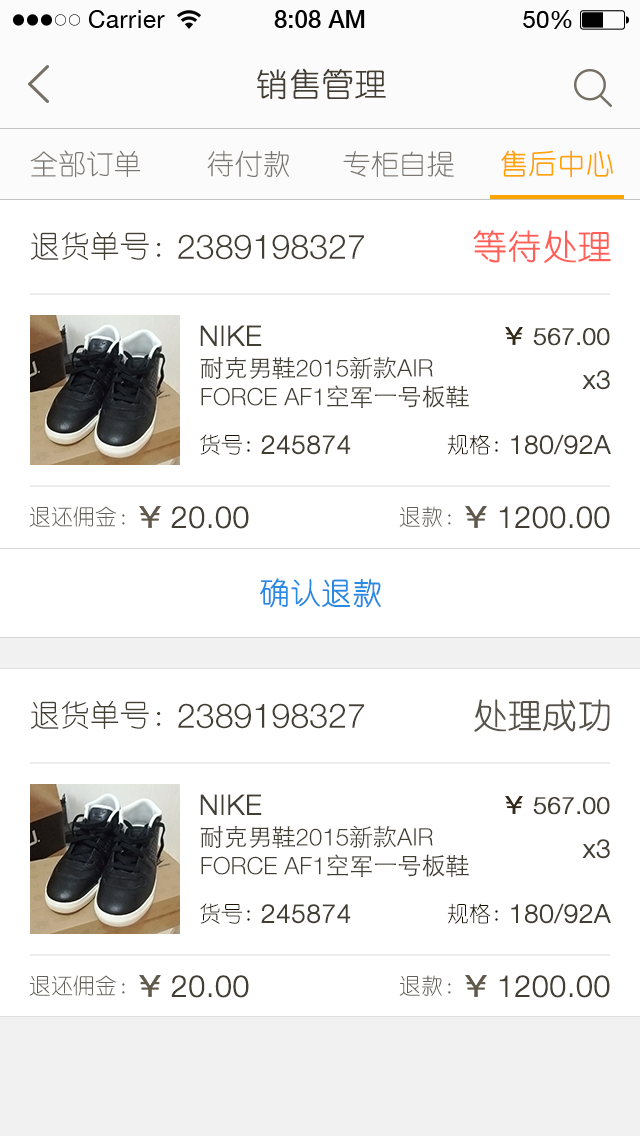 Carrier 8:08 AM 50%
销售管理
全部订单 待付款 专柜自提 售后中心
退货单号：2389198327 等待处理
NIKE ¥ 567.00
耐克男鞋2015新款AIR
FORCE AF1空军一号板鞋
x3
货号：245874 规格：180/92A
退还佣金：¥ 20.00 退款：¥ 1200.00
确认退款
退货单号：2389198327 处理成功
NIKE ¥ 567.00
耐克男鞋2015新款AIR
FORCE AF1空军一号板鞋
x3
货号：245874 规格：180/92A
退还佣金：¥ 20.00 退款：¥ 1200.00